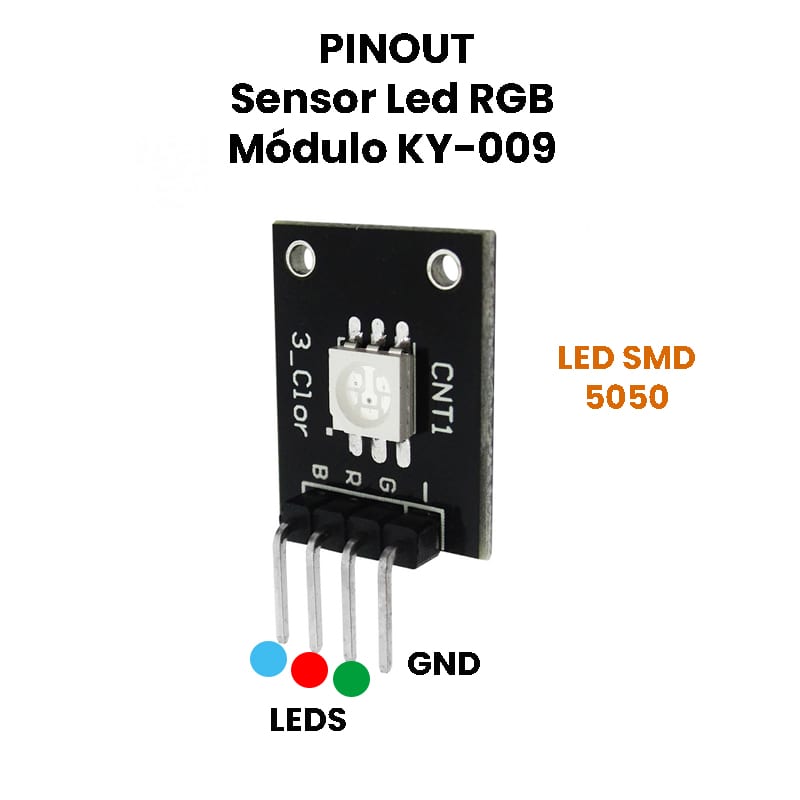 PINOUT
Sensor Led RGB
Módulo KY-009
LED SMD
5050
3_Clor
CNT1
B R G -
GND
LEDS